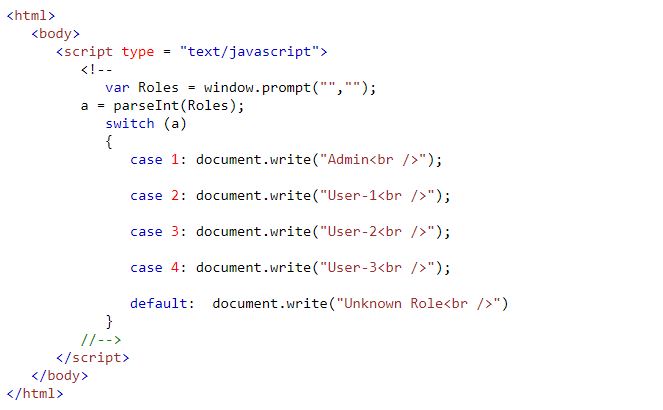 <html>
<body>
<script type = "text/javascript">
<!--
var Roles = window.prompt("","");
a = parseInt(Roles);
switch (a)
{
case 1: document.write("Admin<br />");
case 2: document.write("User-1<br />");
case 3: document.write("User-2<br />");
case 4: document.write("User-3<br />");
default:  document.write("Unknown Role<br />")
}
//-->
</script>
</body>
</html>